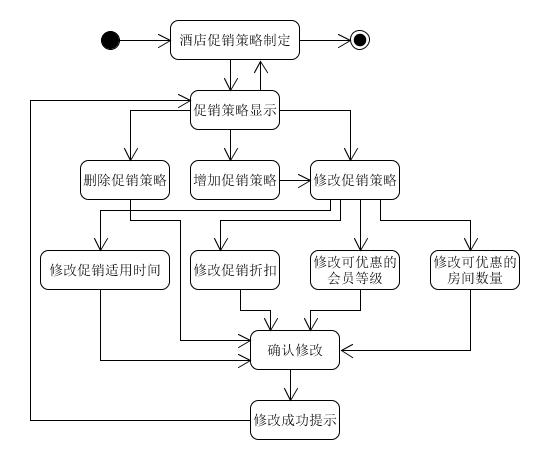 酒店促销策略制定
促销策略显示
删除促销策略
增加促销策略
修改促销策略
修改促销适用时间
修改促销折扣
修改可优惠的
会员等级
修改可优惠的
房间数量
确认修改
修改成功提示